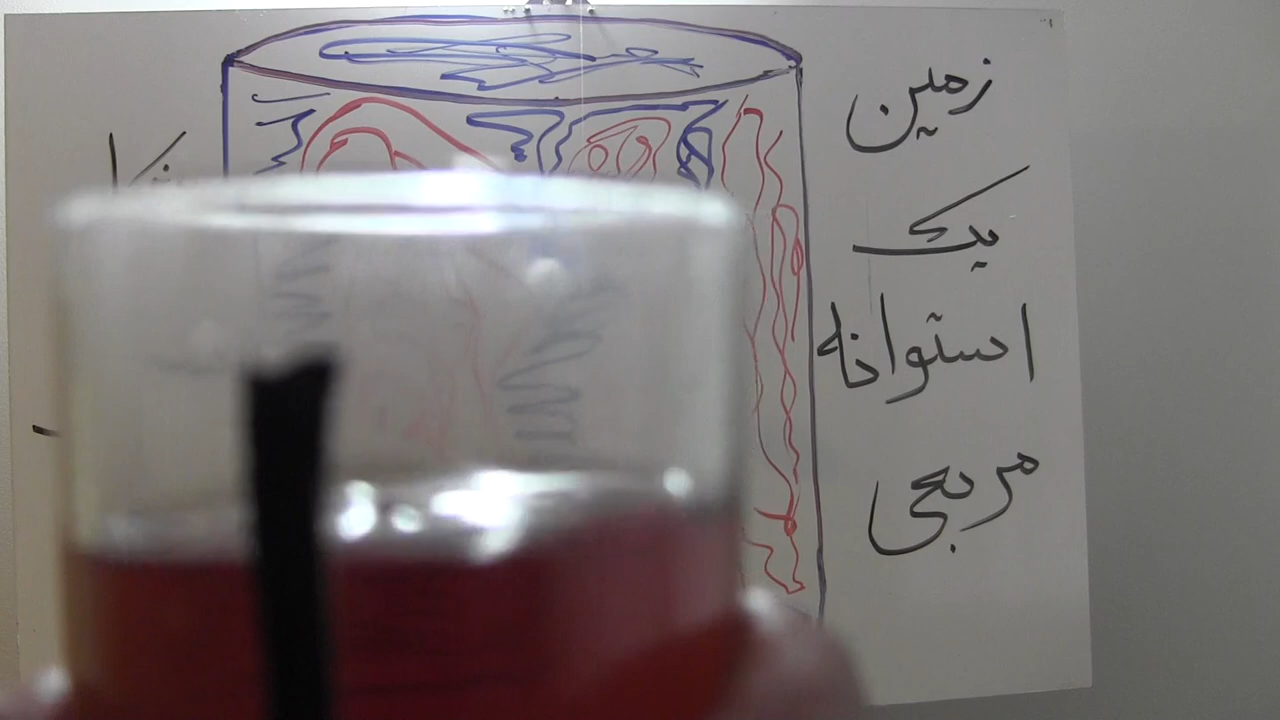 زمین
یک
استوانه
مربعی